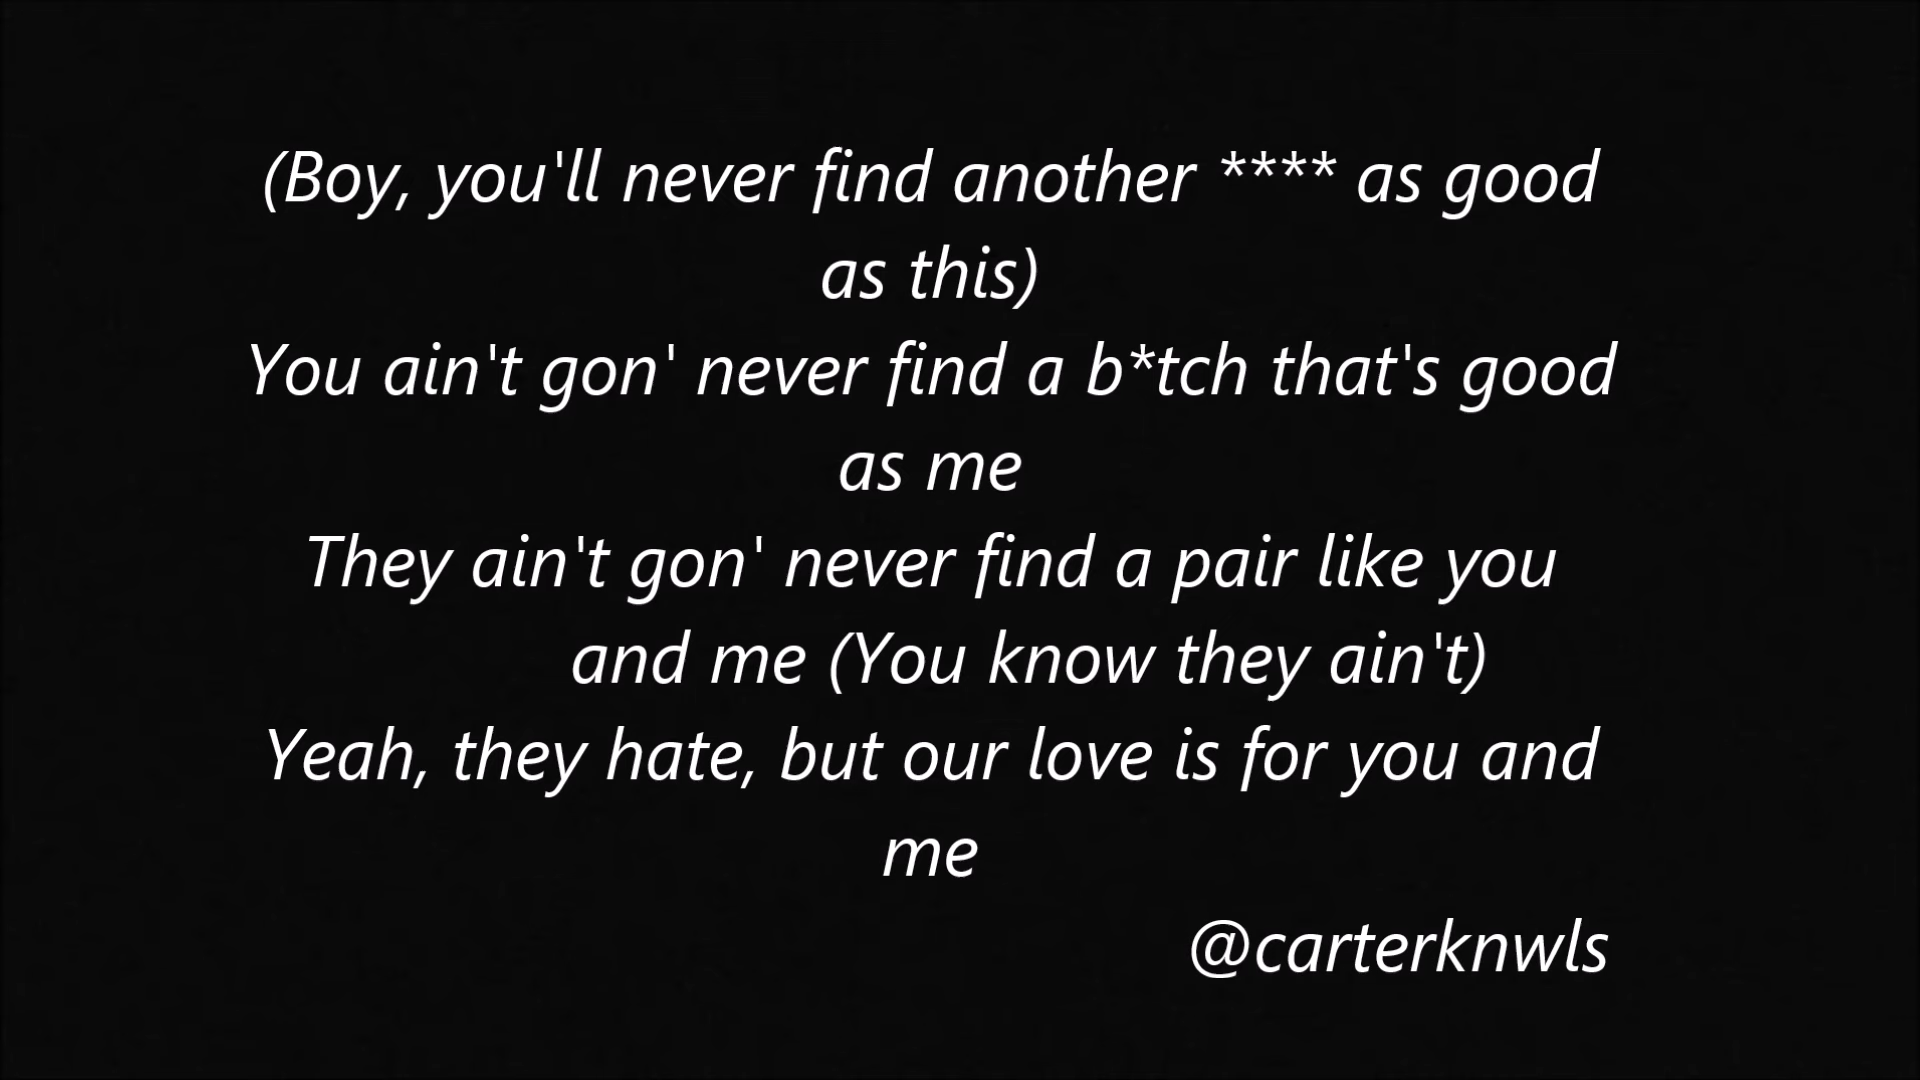 (Boy, you'll never find another **** as good
as this)
You ain't gon' never find a b*tch that's good
as me
They ain't gon' never find a pair like you
and me (You know they ain't)
Yeah, they hate, but our love is for you and
me
@carterknwls